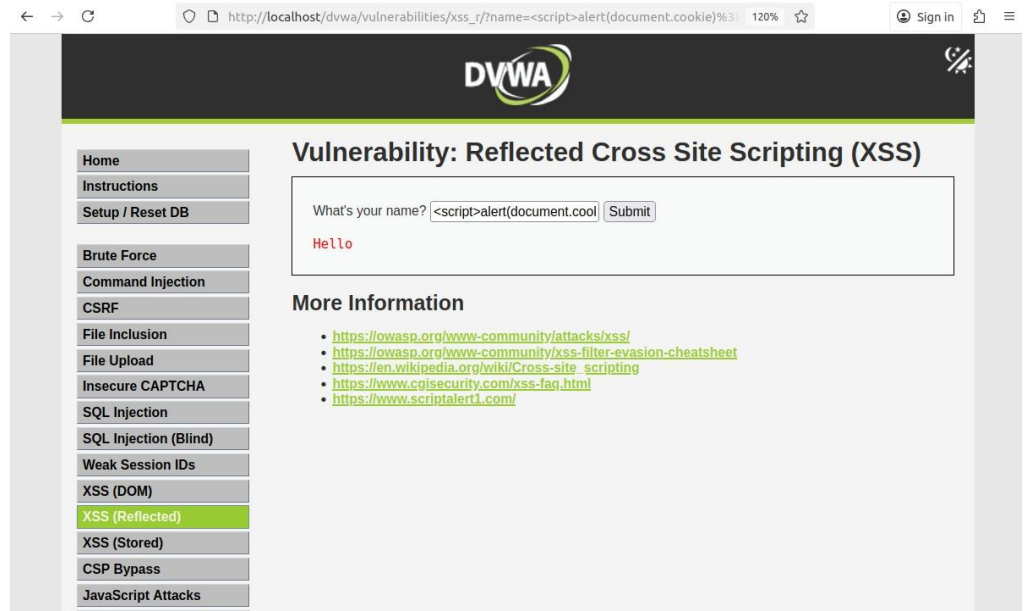 http://localhost/dvwa/vulnerabilities/xss_r/?name=<script>alert(document.cookie)%3 120% Sign in
DVWA
Home
Instructions
Setup / Reset DB
Brute Force
Command Injection
CSRF
File Inclusion
File Upload
Insecure CAPTCHA
SQL Injection
SQL Injection (Blind)
Weak Session IDs
XSS (DOM)
XSS (Reflected)
XSS (Stored)
CSP Bypass
JavaScript Attacks
Vulnerability: Reflected Cross Site Scripting (XSS)
What's your name? <script>alert(document.cool Submit
Hello
More Information
https://owasp.org/www-community/attacks/xss/
https://owasp.org/www-community/xss-filter-evasion-cheatsheet
https://en.wikipedia.org/wiki/Cross-site_scripting
https://www.cgisecurity.com/xss-faq.html
https://www.scriptalert1.com/